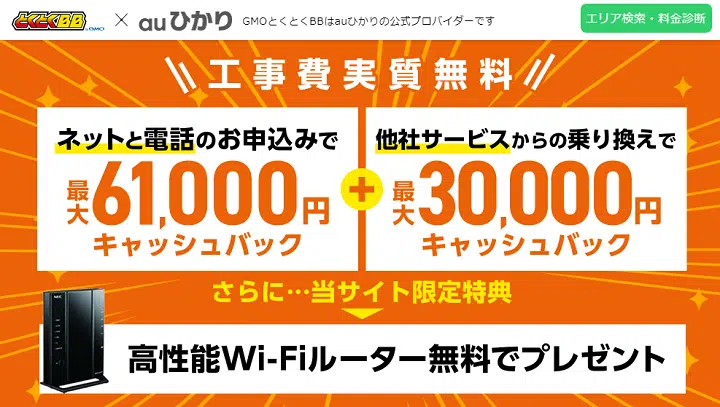 とくとくBB by GMO × auひかり GMOとくとくBBはauひかりの公式プロバイダーです エリア検索・料金診断
工事費実質無料
ネットと電話のお申込みで
最大61,000円
キャッシュバック
+
他社サービスからの乗り換えで
最大30,000円
キャッシュバック
さらに…当サイト限定特典
NEC
高性能Wi-Fiルーター無料でプレゼント